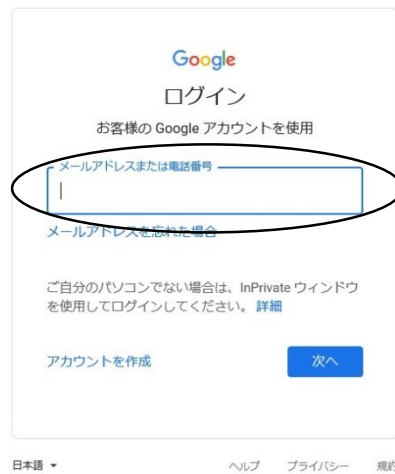 Google
ログイン
お客様の Google アカウントを使用
メールアドレスまたは電話番号
メールアドレスを忘れた場合
ご自分のパソコンでない場合は、InPrivate ウィンドウ
を使用してログインしてください。 詳細
アカウントを作成 次へ
日本語 ヘルプ プライバシー 規約